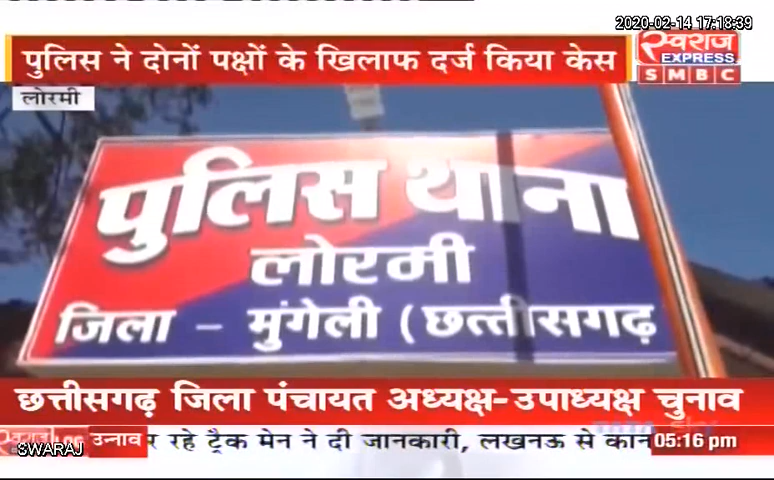 2020-02-14 17:18:39
पुलिस ने दोनों पक्षों के खिलाफ दर्ज किया केस
स्वराज
EXPRESS
SMBC
लोरमी
पुलिस थाना
लोरमी
जिला - मुंगेली (छत्तीसगढ़
छत्तीसगढ़ जिला पंचायत अध्यक्ष-उपाध्यक्ष चुनाव
उन्नाव र रहे ट्रैक मेन ने दी जानकारी, लखनऊ से कान 05:16 pm
SWARAJ